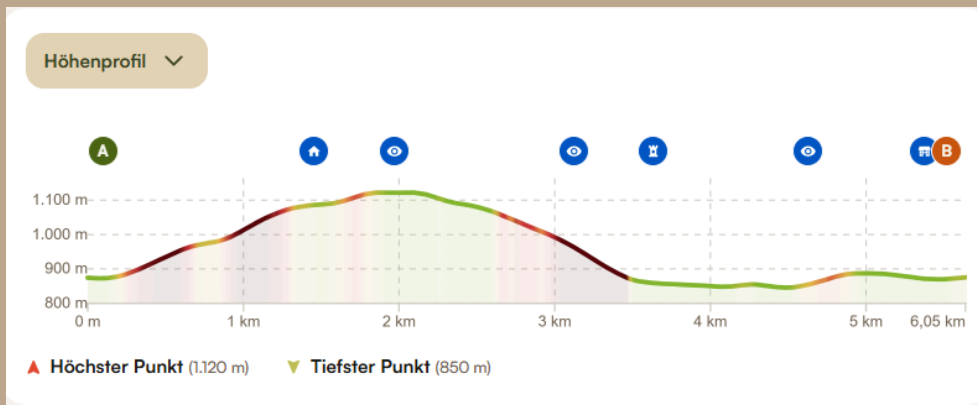 Höhenprofil
A
B
1.100 m
1.000 m
900 m
800 m
0 m 1 km 2 km 3 km 4 km 5 km 6,05 km
Höchster Punkt (1.120 m) Tiefster Punkt (850 m)